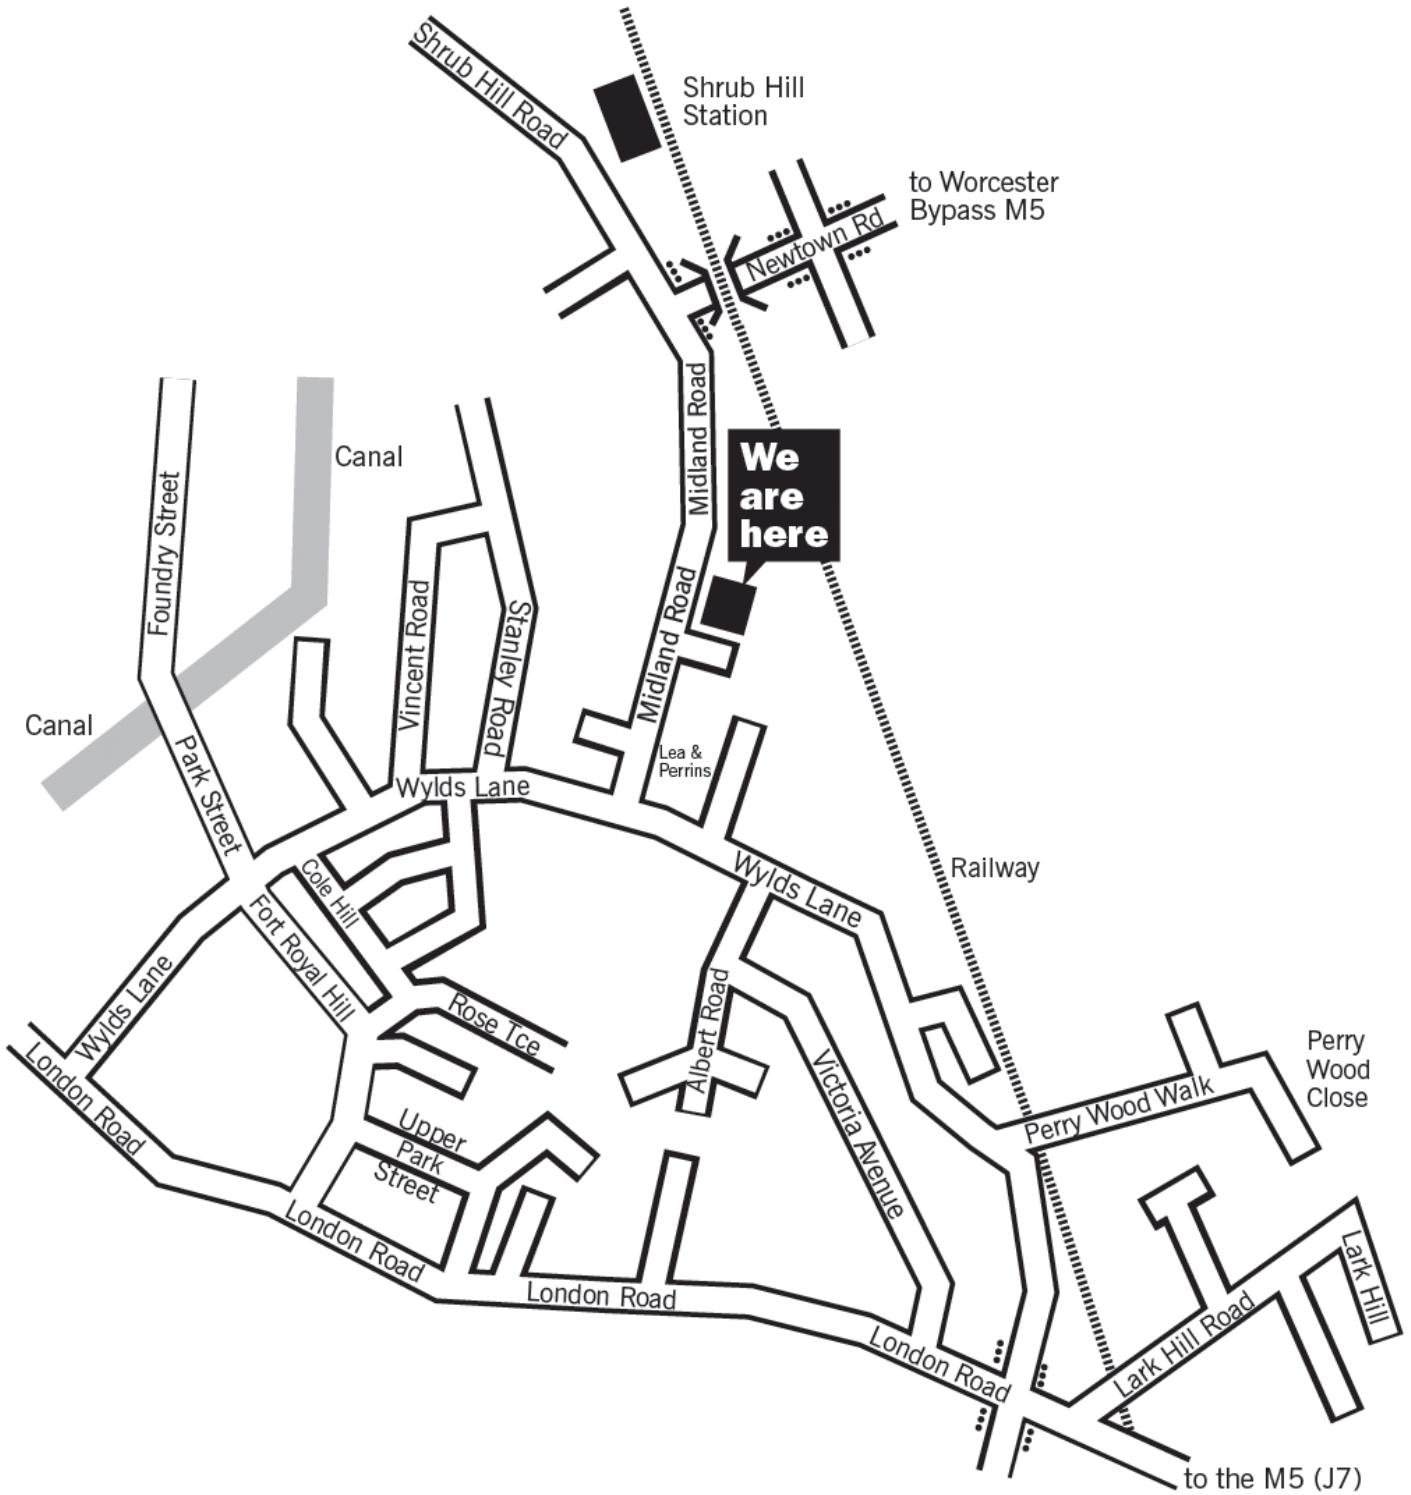 Shrub Hill Road
Shrub Hill
Station
to Worcester
Bypass M5
Newtown Rd
Midland Road
Canal
We
are
here
Foundry Street
Vincent Road
Stanley Road
Midland Road
Canal
Park Street
Lea &
Perrins
Wylds Lane
Cole Hill
Wylds Lane
Railway
Fort Royal Hill
Wylds Lane
Rose Tce
Albert Road
London Road
Perry
Wood
Close
Perry Wood Walk
Victoria Avenue
Upper
Park
Street
London Road
London Road
London Road
Lark Hill Road
Lark Hill
to the M5 (J7)